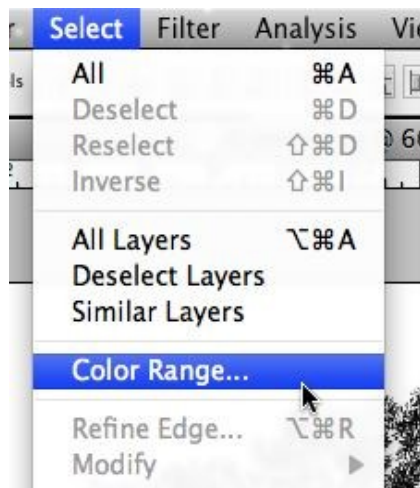 Select Filter Analysis
All ⌘A
Deselect ⌘D
Reselect ⇧⌘D
Inverse ⇧⌘I
All Layers ⌥⌘A
Deselect Layers
Similar Layers
Color Range...
Refine Edge... ⌥⌘R
Modify ▶